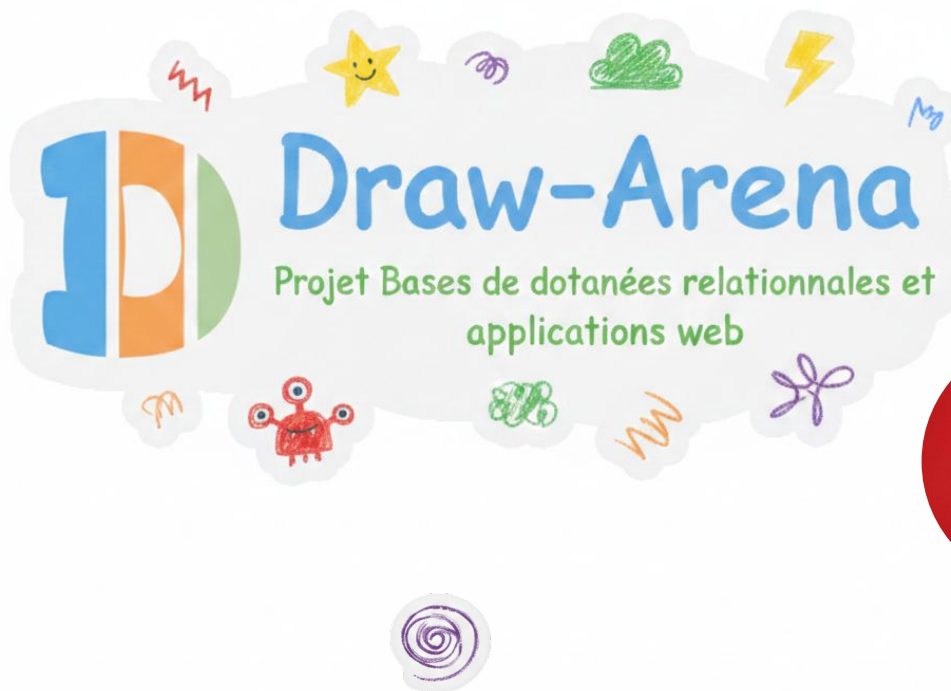 Draw-Arena
Projet Bases de dotanées relationnales et
applications web